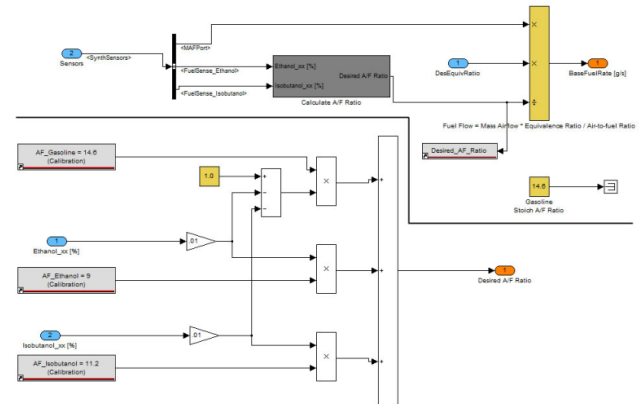 <MAFPort>
×
2
Sensors
<SynthSensors>
<FuelSense_Ethanol>
Ethanol_xx [%]
Desired A/F Ratio
Isobutanol_xx [%]
<FuelSense_Isobutanol>
Calculate A/F Ratio
1
DesEquivRatio
×
1
BaseFuelRate [g/s]
÷
Fuel Flow = Mass Airflow * Equivalence Ratio / Air-to-fuel Ratio
Desired_AF_Ratio
14.6
Gasoline
Stoich A/F Ratio
AF_Gasoline = 14.6
(Calibration)
1.0
+
−
−
×
+
1
Ethanol_xx [%]
.01
AF_Ethanol = 9
(Calibration)
×
+
1
Desired A/F Ratio
2
Isobutanol_xx [%]
.01
AF_Isobutanol = 11.2
(Calibration)
×
+